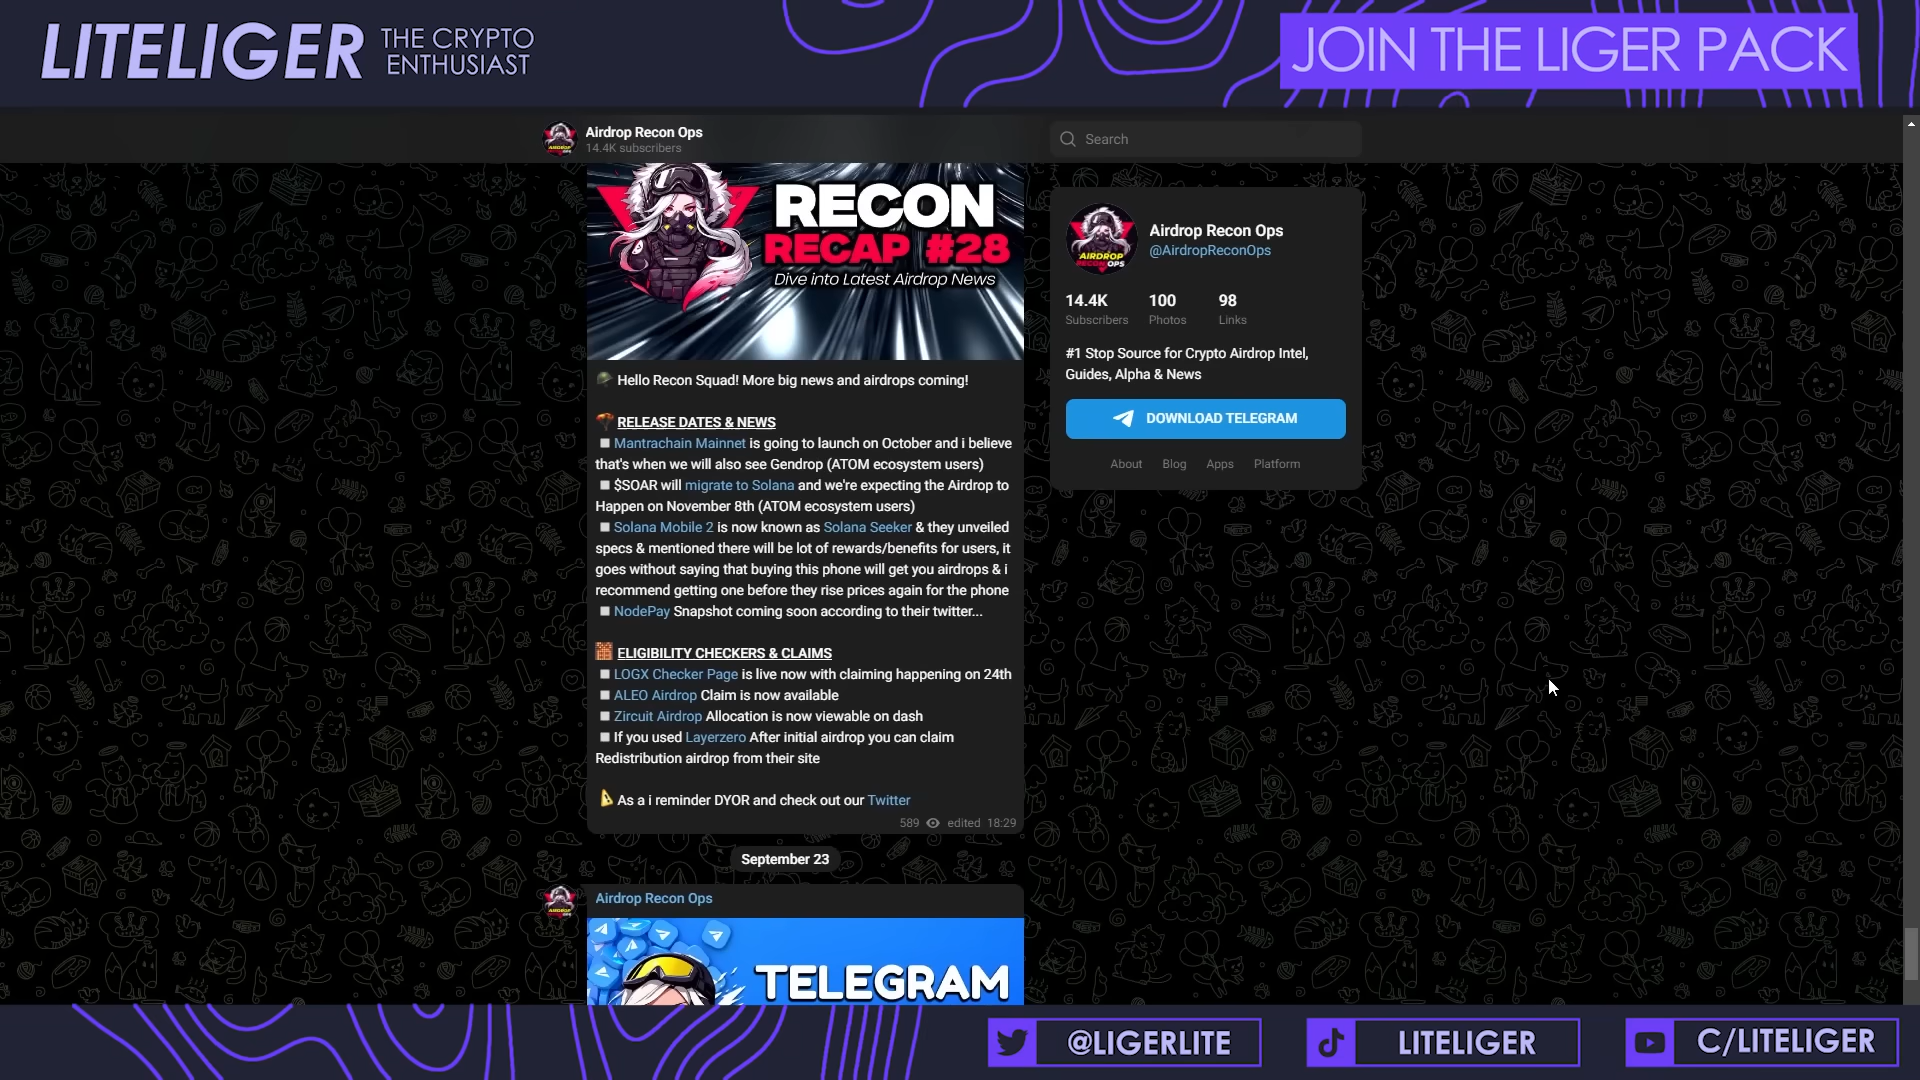 LITELIGER THE CRYPTO
ENTHUSIAST
JOIN THE LIGER PACK
Airdrop Recon Ops
14.4K subscribers
Search
RECON
RECAP #28
Dive into Latest Airdrop News
Hello Recon Squad! More big news and airdrops coming!
RELEASE DATES & NEWS
Mantrachain Mainnet is going to launch on October and i believe
that's when we will also see Gendrop (ATOM ecosystem users)
$SOAR will migrate to Solana and we're expecting the Airdrop to
Happen on November 8th (ATOM ecosystem users)
Solana Mobile 2 is now known as Solana Seeker & they unveiled
specs & mentioned there will be lot of rewards/benefits for users, it
goes without saying that buying this phone will get you airdrops & i
recommend getting one before they rise prices again for the phone
NodePay Snapshot coming soon according to their twitter...
ELIGIBILITY CHECKERS & CLAIMS
LOGX Checker Page is live now with claiming happening on 24th
ALEO Airdrop Claim is now available
Zircuit Airdrop Allocation is now viewable on dash
If you used Layerzero After initial airdrop you can claim
Redistribution airdrop from their site
As a i reminder DYOR and check out our Twitter
589 edited 18:29
September 23
Airdrop Recon Ops
TELEGRAM
AIRDROP
RECON OPS
Airdrop Recon Ops
@AirdropReconOps
14.4K 100 98
Subscribers Photos Links
#1 Stop Source for Crypto Airdrop Intel,
Guides, Alpha & News
DOWNLOAD TELEGRAM
About Blog Apps Platform
@LIGERLITE
LITELIGER
C/LITELIGER